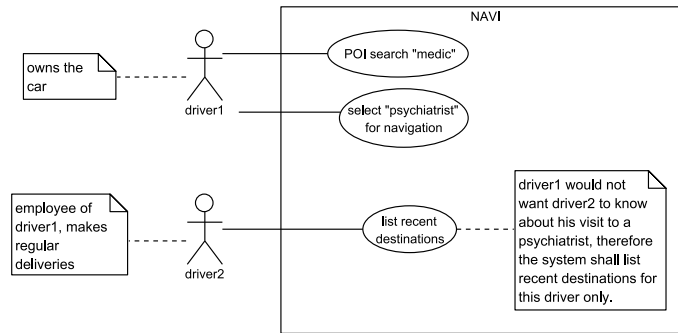 NAVI
POI search "medic"
owns the
car
driver1
select "psychiatrist"
for navigation
employee of
driver1, makes
regular
deliveries
driver2
list recent
destinations
driver1 would not
want driver2 to know
about his visit to a
psychiatrist, therefore
the system shall list
recent destinations for
this driver only.